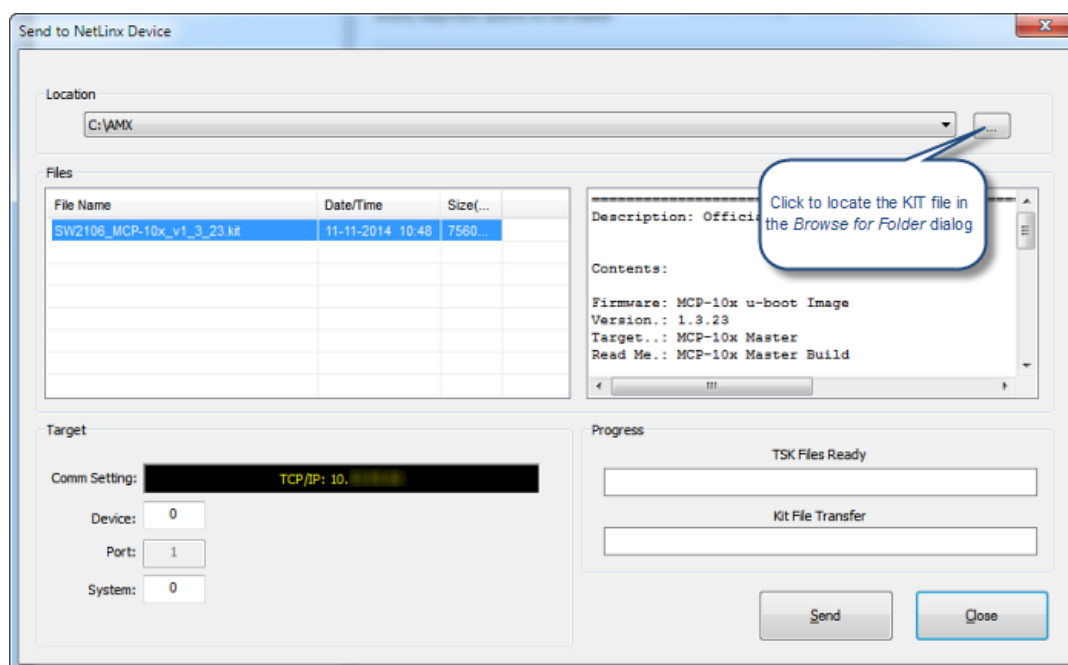 Send to NetLinx Device
Location
C:\AMX
...
Click to locate the KIT file in
the Browse for Folder dialog
Files
File Name Date/Time Size(...
SW2106_MCP-10x_v1_3_23.kit 11-11-2014 10:48 7560...
Description: Offici
Contents:
Firmware: MCP-10x u-boot Image
Version.: 1.3.23
Target..: MCP-10x Master
Read Me.: MCP-10x Master Build
Target
Comm Setting: TCP/IP: 10.
Device: 0
Port: 1
System: 0
Progress
TSK Files Ready
Kit File Transfer
Send Close